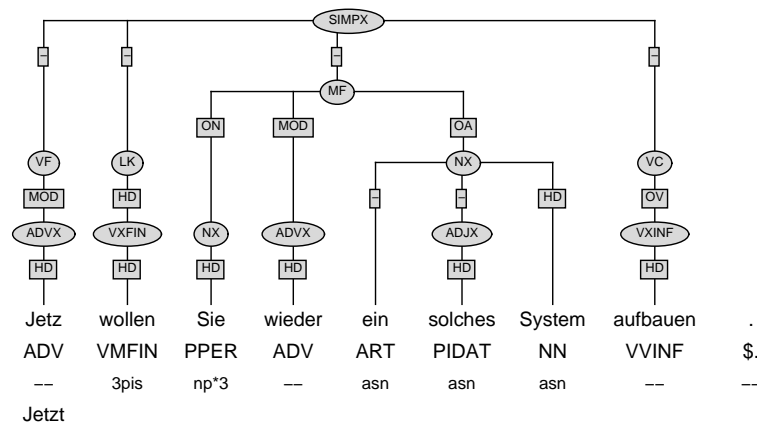 SIMPX
– – – –
MF
ON MOD OA
VF LK NX VC
MOD HD – – HD OV
ADVX VXFIN NX ADVX ADJX VXINF
HD HD HD HD HD HD
Jetz wollen Sie wieder ein solches System aufbauen .
ADV VMFIN PPER ADV ART PIDAT NN VVINF $.
–– 3pis np*3 –– asn asn asn –– ––
Jetzt